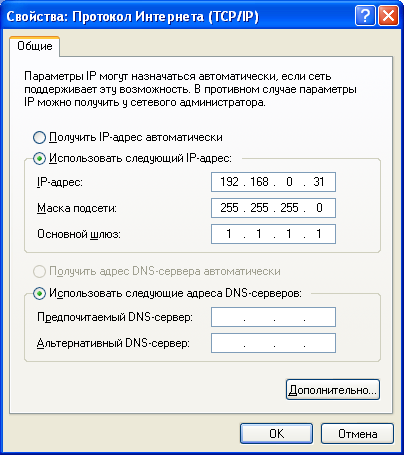 Свойства: Протокол Интернета (TCP/IP)
Общие
Параметры IP могут назначаться автоматически, если сеть
поддерживает эту возможность. В противном случае параметры
IP можно получить у сетевого администратора.
Получить IP-адрес автоматически
Использовать следующий IP-адрес:
IP-адрес: 192 . 168 . 0 . 31
Маска подсети: 255 . 255 . 255 . 0
Основной шлюз: 1 . 1 . 1 . 1
Получить адрес DNS-сервера автоматически
Использовать следующие адреса DNS-серверов:
Предпочитаемый DNS-сервер: . . .
Альтернативный DNS-сервер: . . .
Дополнительно...
OK Отмена